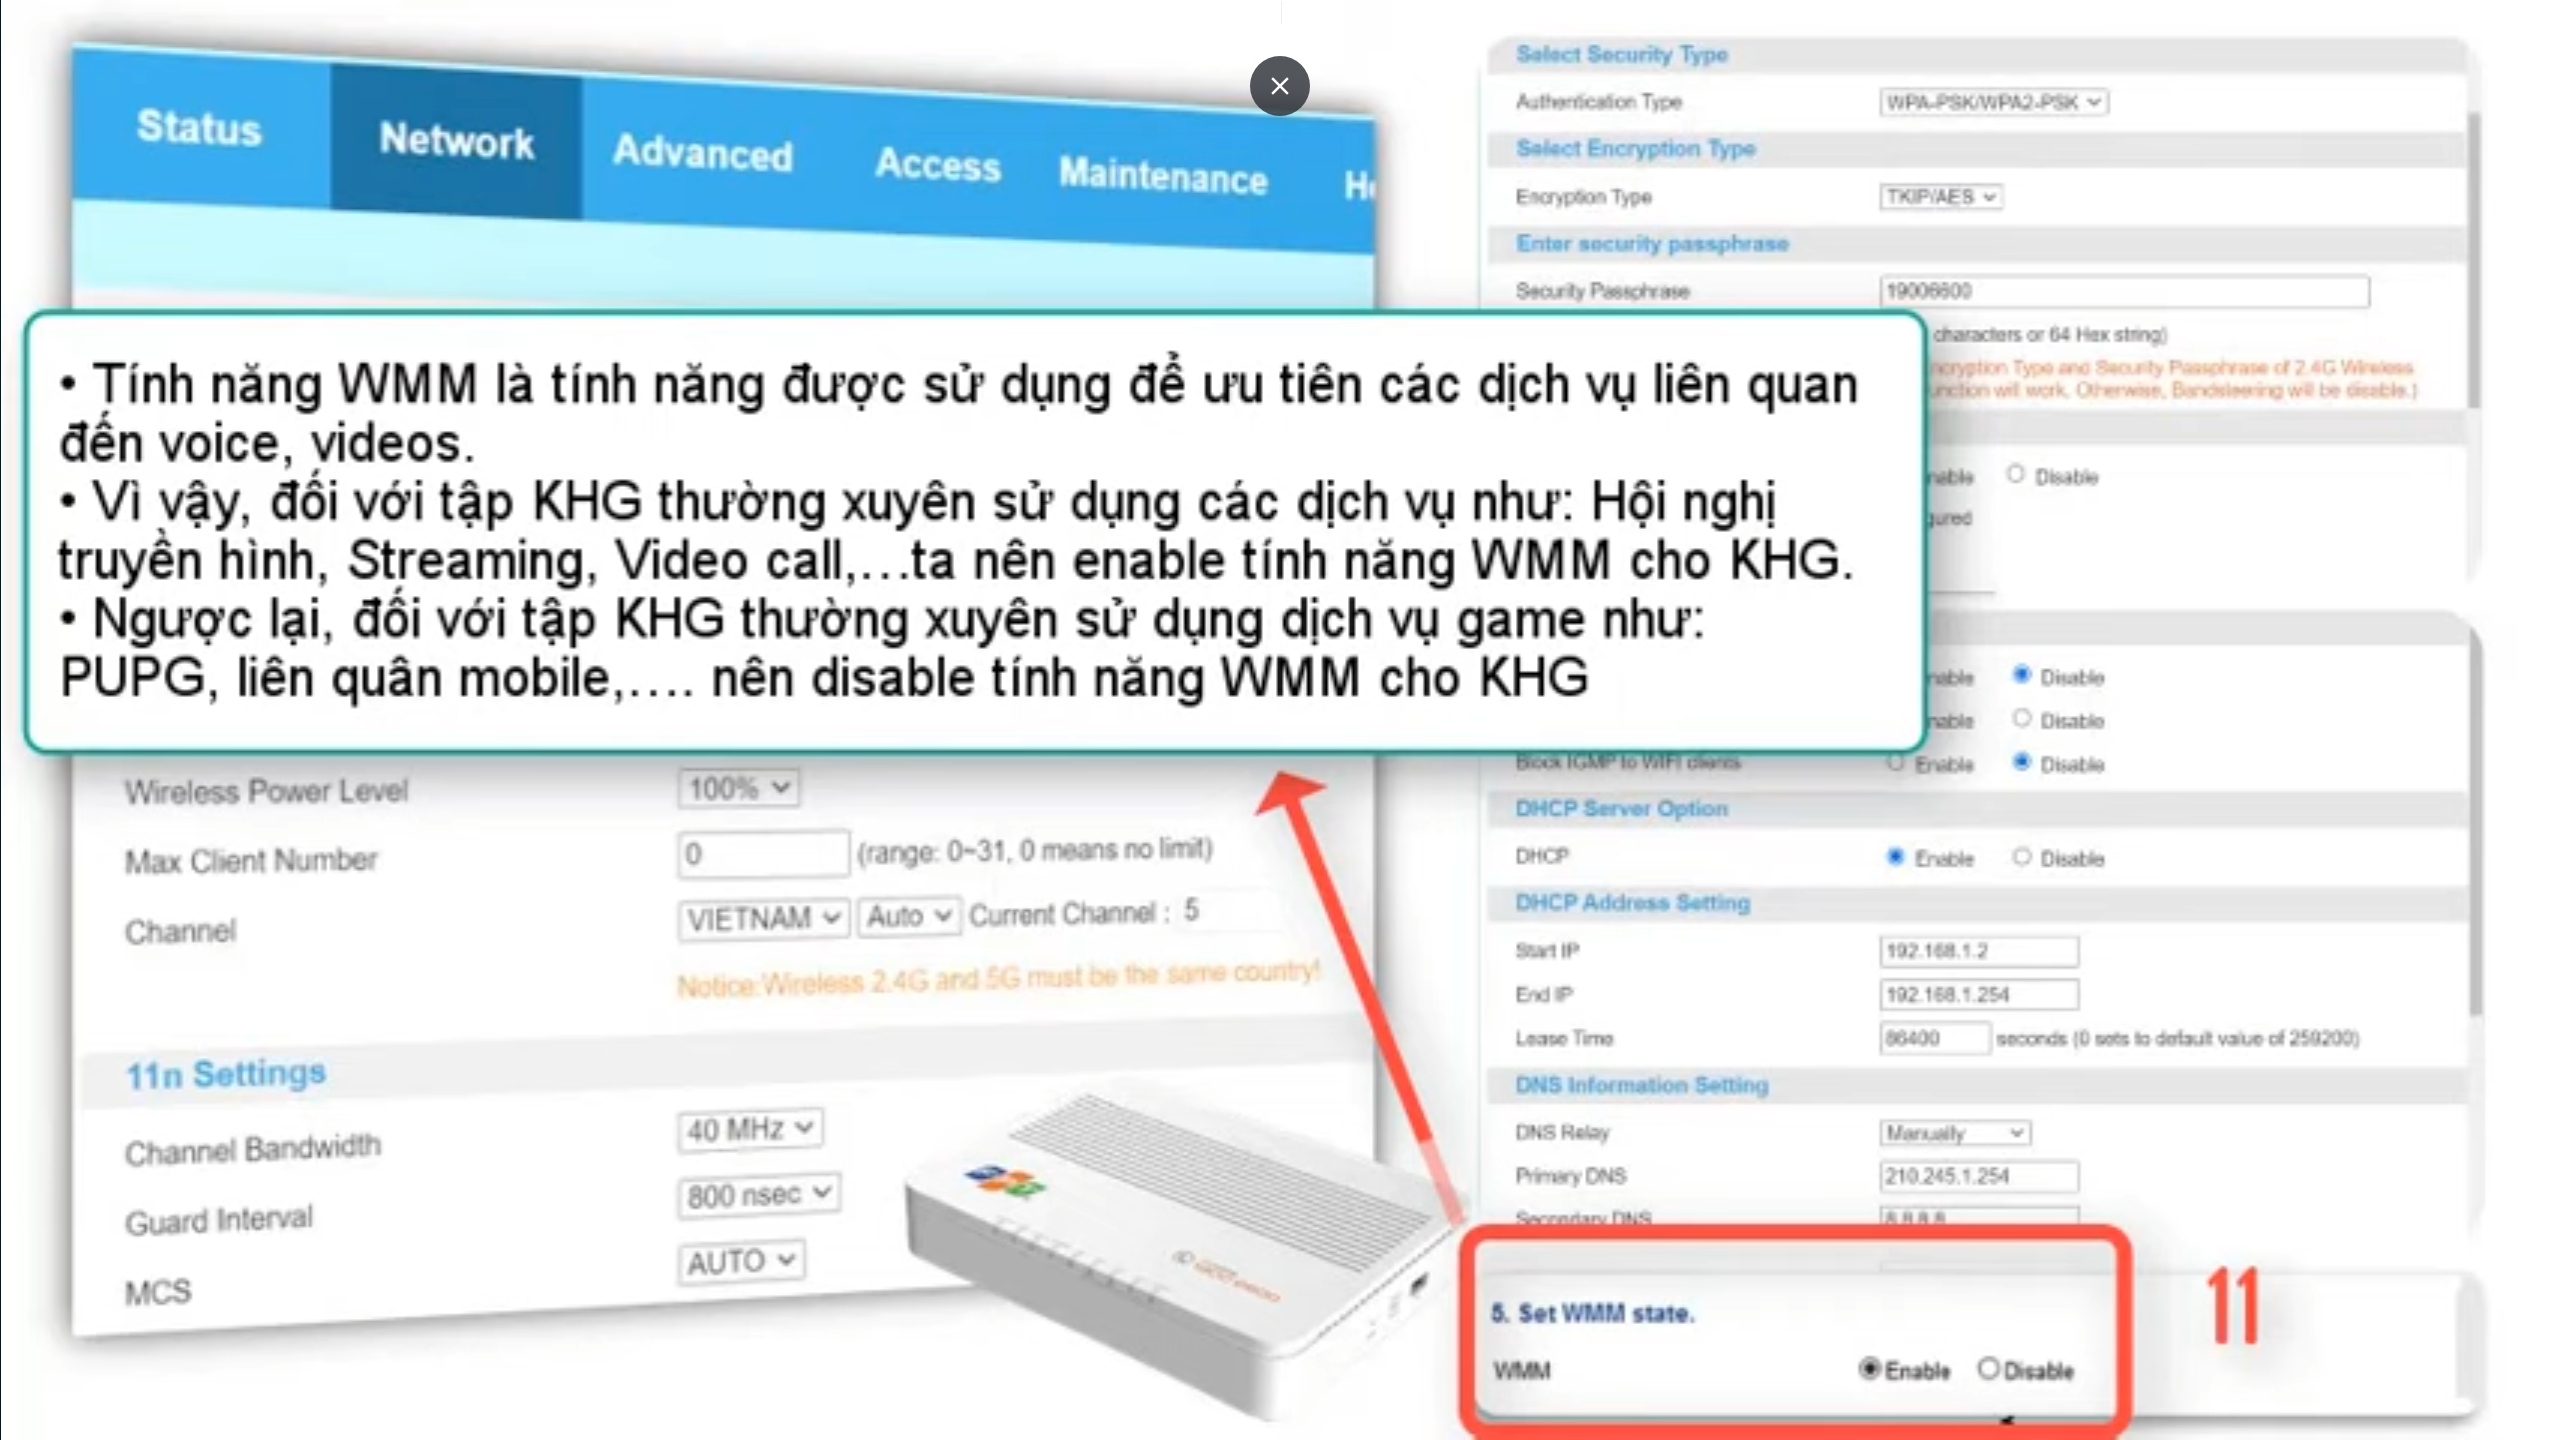 Status
Network
Advanced
Access
Maintenance
• Tính năng WMM là tính năng được sử dụng để ưu tiên các dịch vụ liên quan
đến voice, videos.
• Vì vậy, đối với tập KHG thường xuyên sử dụng các dịch vụ như: Hội nghị
truyền hình, Streaming, Video call,...ta nên enable tính năng WMM cho KHG.
• Ngược lại, đối với tập KHG thường xuyên sử dụng dịch vụ game như:
PUPG, liên quân mobile,.... nên disable tính năng WMM cho KHG
Wireless Power Level 100%
Max Client Number 0 (range: 0~31, 0 means no limit)
Channel VIETNAM Auto Current Channel : 5
Notice:Wireless 2.4G and 5G must be the same country!
11n Settings
Channel Bandwidth 40 MHz
Guard Interval 800 nsec
MCS AUTO
Select Security Type
Authentication Type WPA-PSK/WPA2-PSK
Select Encryption Type
Encryption Type TKIP/AES
Enter security passphrase
Security Passphrase 19006600
characters or 64 Hex string)
Encryption Type and Security Passphrase of 2.4G Wireless
will work, Otherwise, Bandsteering will be disable.)
Disable
Disable
Disable
Block IGMP to WIFI clients Enable Disable
DHCP Server Option
DHCP Enable Disable
DHCP Address Setting
Start IP 192.168.1.2
End IP 192.168.1.254
Lease Time 86400 seconds (0 sets to default value of 259200)
DNS Information Setting
DNS Relay Manually
Primary DNS 210.245.1.254
Secondary DNS 8.8.8.8
5. Set WMM state.
WMM Enable Disable
11